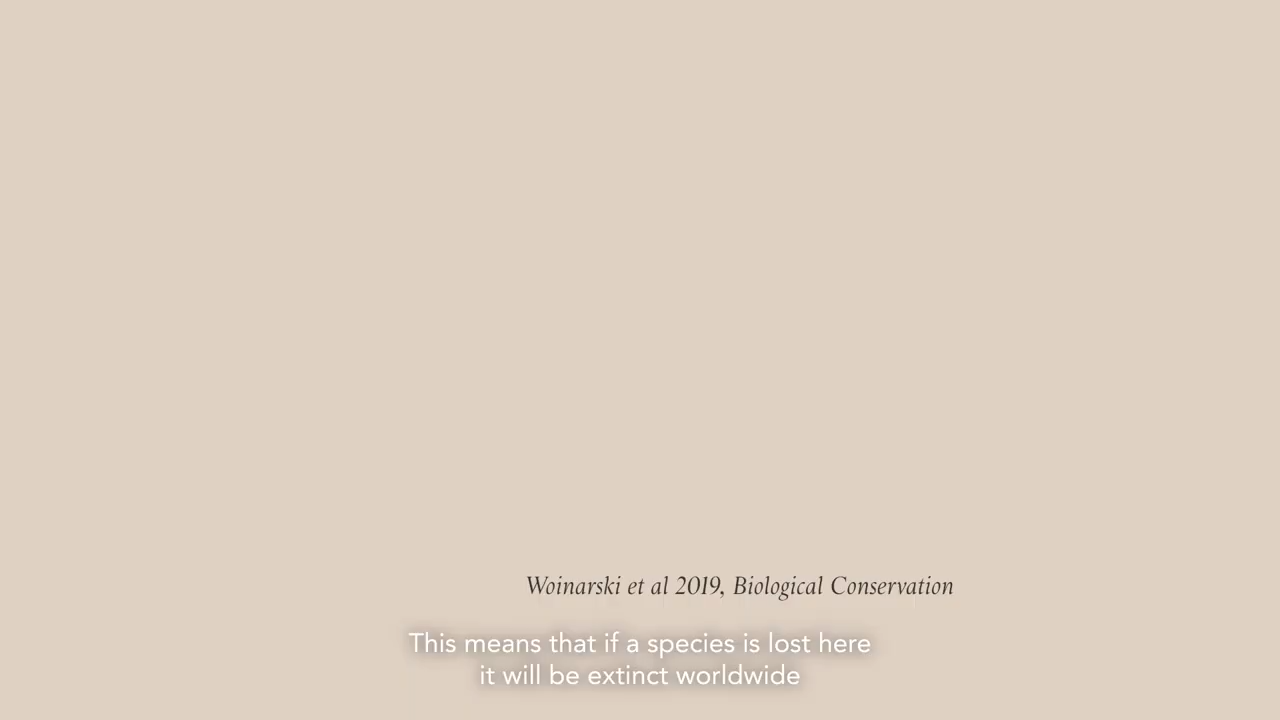 Woinarski et al 2019, Biological Conservation
This means that if a species is lost here
it will be extinct worldwide